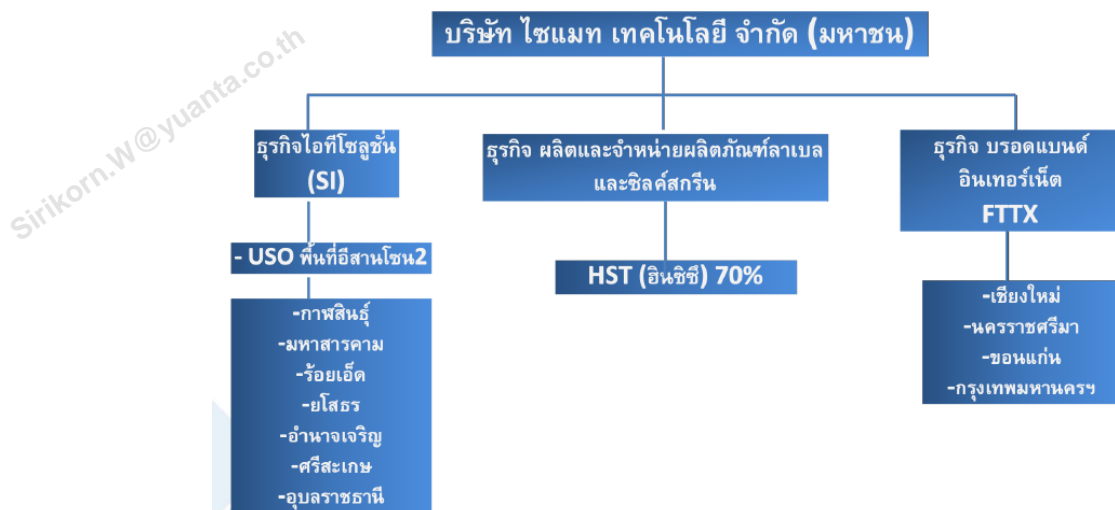 บริษัท ไซแมท เทคโนโลยี จำกัด (มหาชน)
Sirikorn.W@yuanta.co.th
ธุรกิจไอทีโซลูชั่น
(SI)
- USO พื้นที่อีสานโซน2
-กาฬสินธุ์
-มหาสารคาม
-ร้อยเอ็ด
-ยโสธร
-อำนาจเจริญ
-ศรีสะเกษ
-อุบลราชธานี
ธุรกิจ ผลิตและจำหน่ายผลิตภัณฑ์ลาเบล
และซิลค์สกรีน
HST (ฮินซิซึ) 70%
ธุรกิจ บรอดแบนด์
อินเทอร์เน็ต
FTTX
-เชียงใหม่
-นครราชศรีมา
-ขอนแก่น
-กรุงเทพมหานครฯ